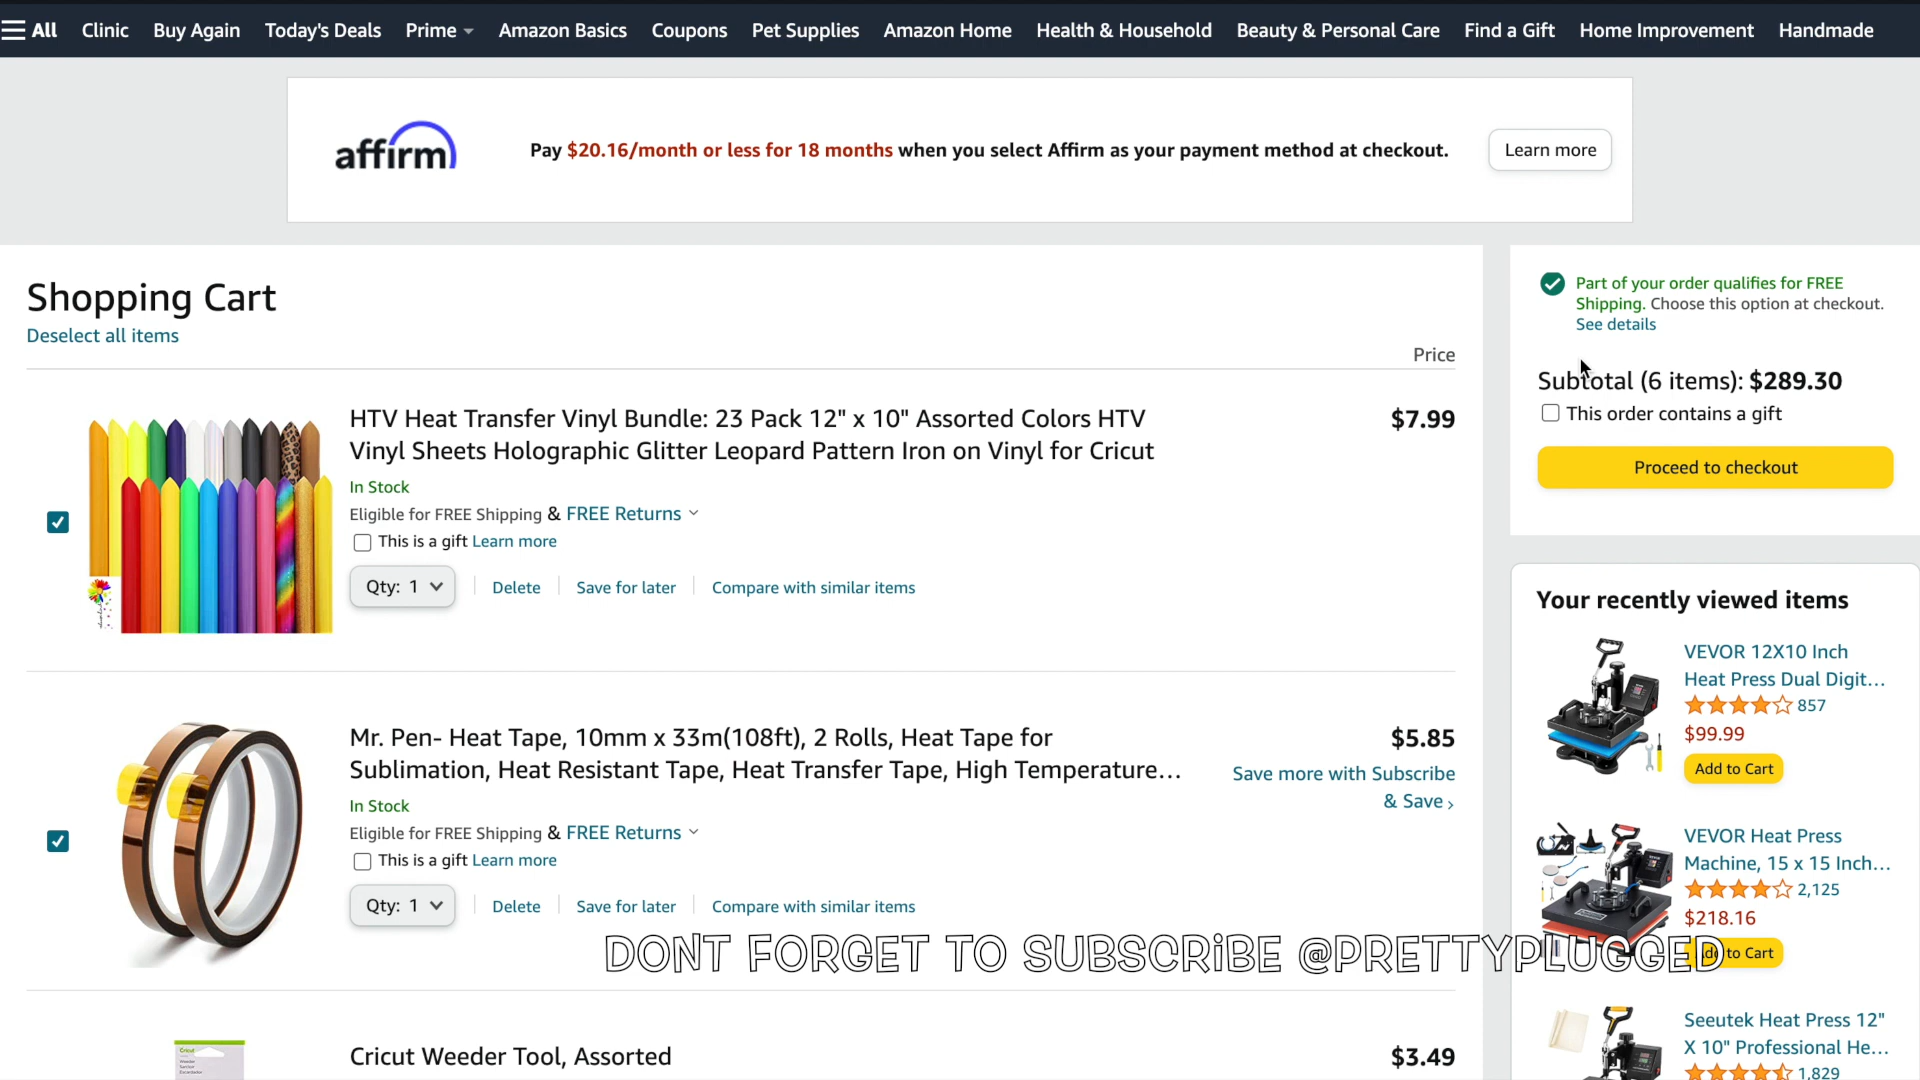 All Clinic Buy Again Today's Deals Prime Amazon Basics Coupons Pet Supplies Amazon Home Health & Household Beauty & Personal Care Find a Gift Home Improvement Handmade
affirm
Pay $20.16/month or less for 18 months when you select Affirm as your payment method at checkout.
Learn more
Shopping Cart
Deselect all items
Price
HTV Heat Transfer Vinyl Bundle: 23 Pack 12" x 10" Assorted Colors HTV
Vinyl Sheets Holographic Glitter Leopard Pattern Iron on Vinyl for Cricut
$7.99
In Stock
Eligible for FREE Shipping & FREE Returns
This is a gift Learn more
Qty: 1 Delete Save for later Compare with similar items
Mr. Pen- Heat Tape, 10mm x 33m(108ft), 2 Rolls, Heat Tape for
Sublimation, Heat Resistant Tape, Heat Transfer Tape, High Temperature…
$5.85
Save more with Subscribe
& Save ›
In Stock
Eligible for FREE Shipping & FREE Returns
This is a gift Learn more
Qty: 1 Delete Save for later Compare with similar items
Cricut Weeder Tool, Assorted
$3.49
Cricut
Part of your order qualifies for FREE
Shipping. Choose this option at checkout.
See details
Subtotal (6 items): $289.30
This order contains a gift
Proceed to checkout
Your recently viewed items
VEVOR 12X10 Inch
Heat Press Dual Digit…
857
$99.99
Add to Cart
VEVOR Heat Press
Machine, 15 x 15 Inch…
2,125
$218.16
Add to Cart
Seeutek Heat Press 12"
X 10" Professional He…
1,829
DONT FORGET TO SUBSCRiBE @PRETTYPLUGGED